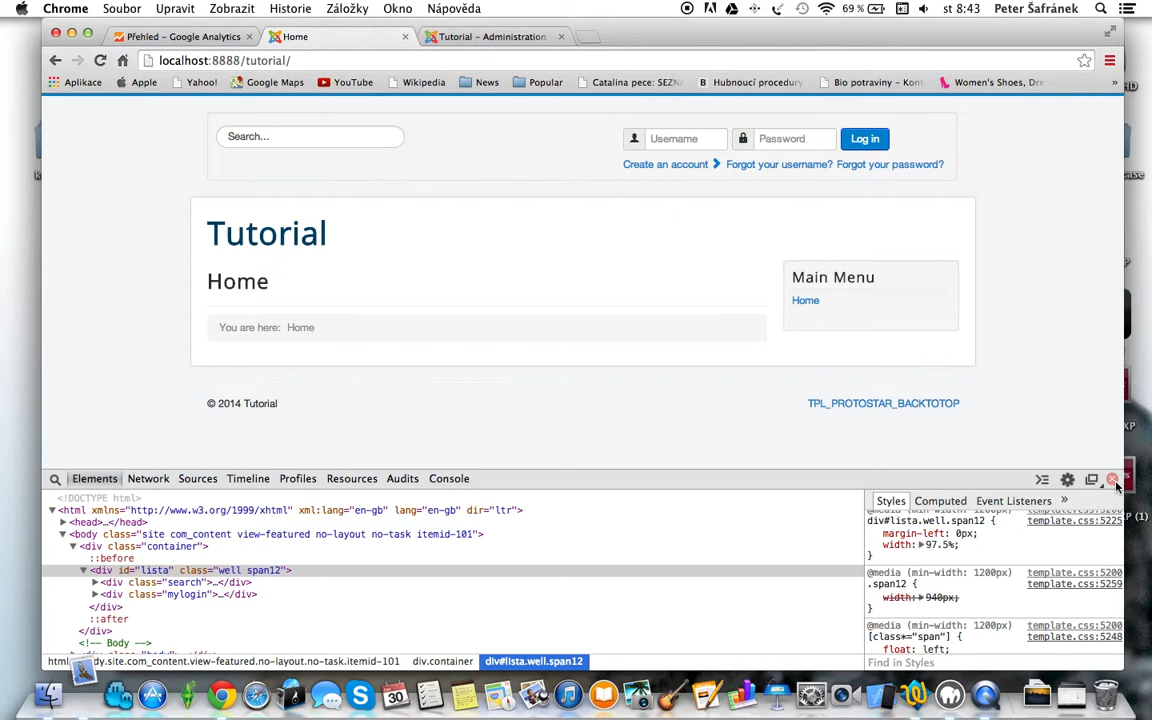 Chrome Soubor Upravit Zobrazit Historie Záložky Okno Nápověda 69 % st 8:43 Peter Šafránek
Přehled – Google Analytics Home Tutorial – Administration
localhost:8888/tutorial/
Aplikace Apple Yahoo! Google Maps YouTube Wikipedia News Popular Catalina pece: SEZNA Hubnoucí procedury Bio potraviny – Kont Women's Shoes, Dre »
HD
Search... Username Password Log in
Create an account Forgot your username? Forgot your password?
case
Tutorial
Home
Main Menu
Home
You are here: Home
© 2014 Tutorial
TPL_PROTOSTAR_BACKTOTOP
XP
Elements Network Sources Timeline Profiles Resources Audits Console
<!DOCTYPE html>
<html xmlns="http://www.w3.org/1999/xhtml" xml:lang="en-gb" lang="en-gb" dir="ltr">
<head>…</head>
<body class="site com_content view-featured no-layout no-task itemid-101">
<div class="container">
::before
<div id="lista" class="well span12">
<div class="search">…</div>
<div class="mylogin">…</div>
</div>
::after
</div>
<!-- Body -->
Styles Computed Event Listeners »
div#lista.well.span12 { template.css:5225
margin-left: 0px;
width: 97.5%;
}
@media (min-width: 1200px) template.css:5200
.span12 { template.css:5259
width: 940px;
}
@media (min-width: 1200px) template.css:5200
[class*="span"] { template.css:5248
float: left;
html dy.site.com_content.view-featured.no-layout.no-task.itemid-101 div.container div#lista.well.span12
Find in Styles
P (1)
30